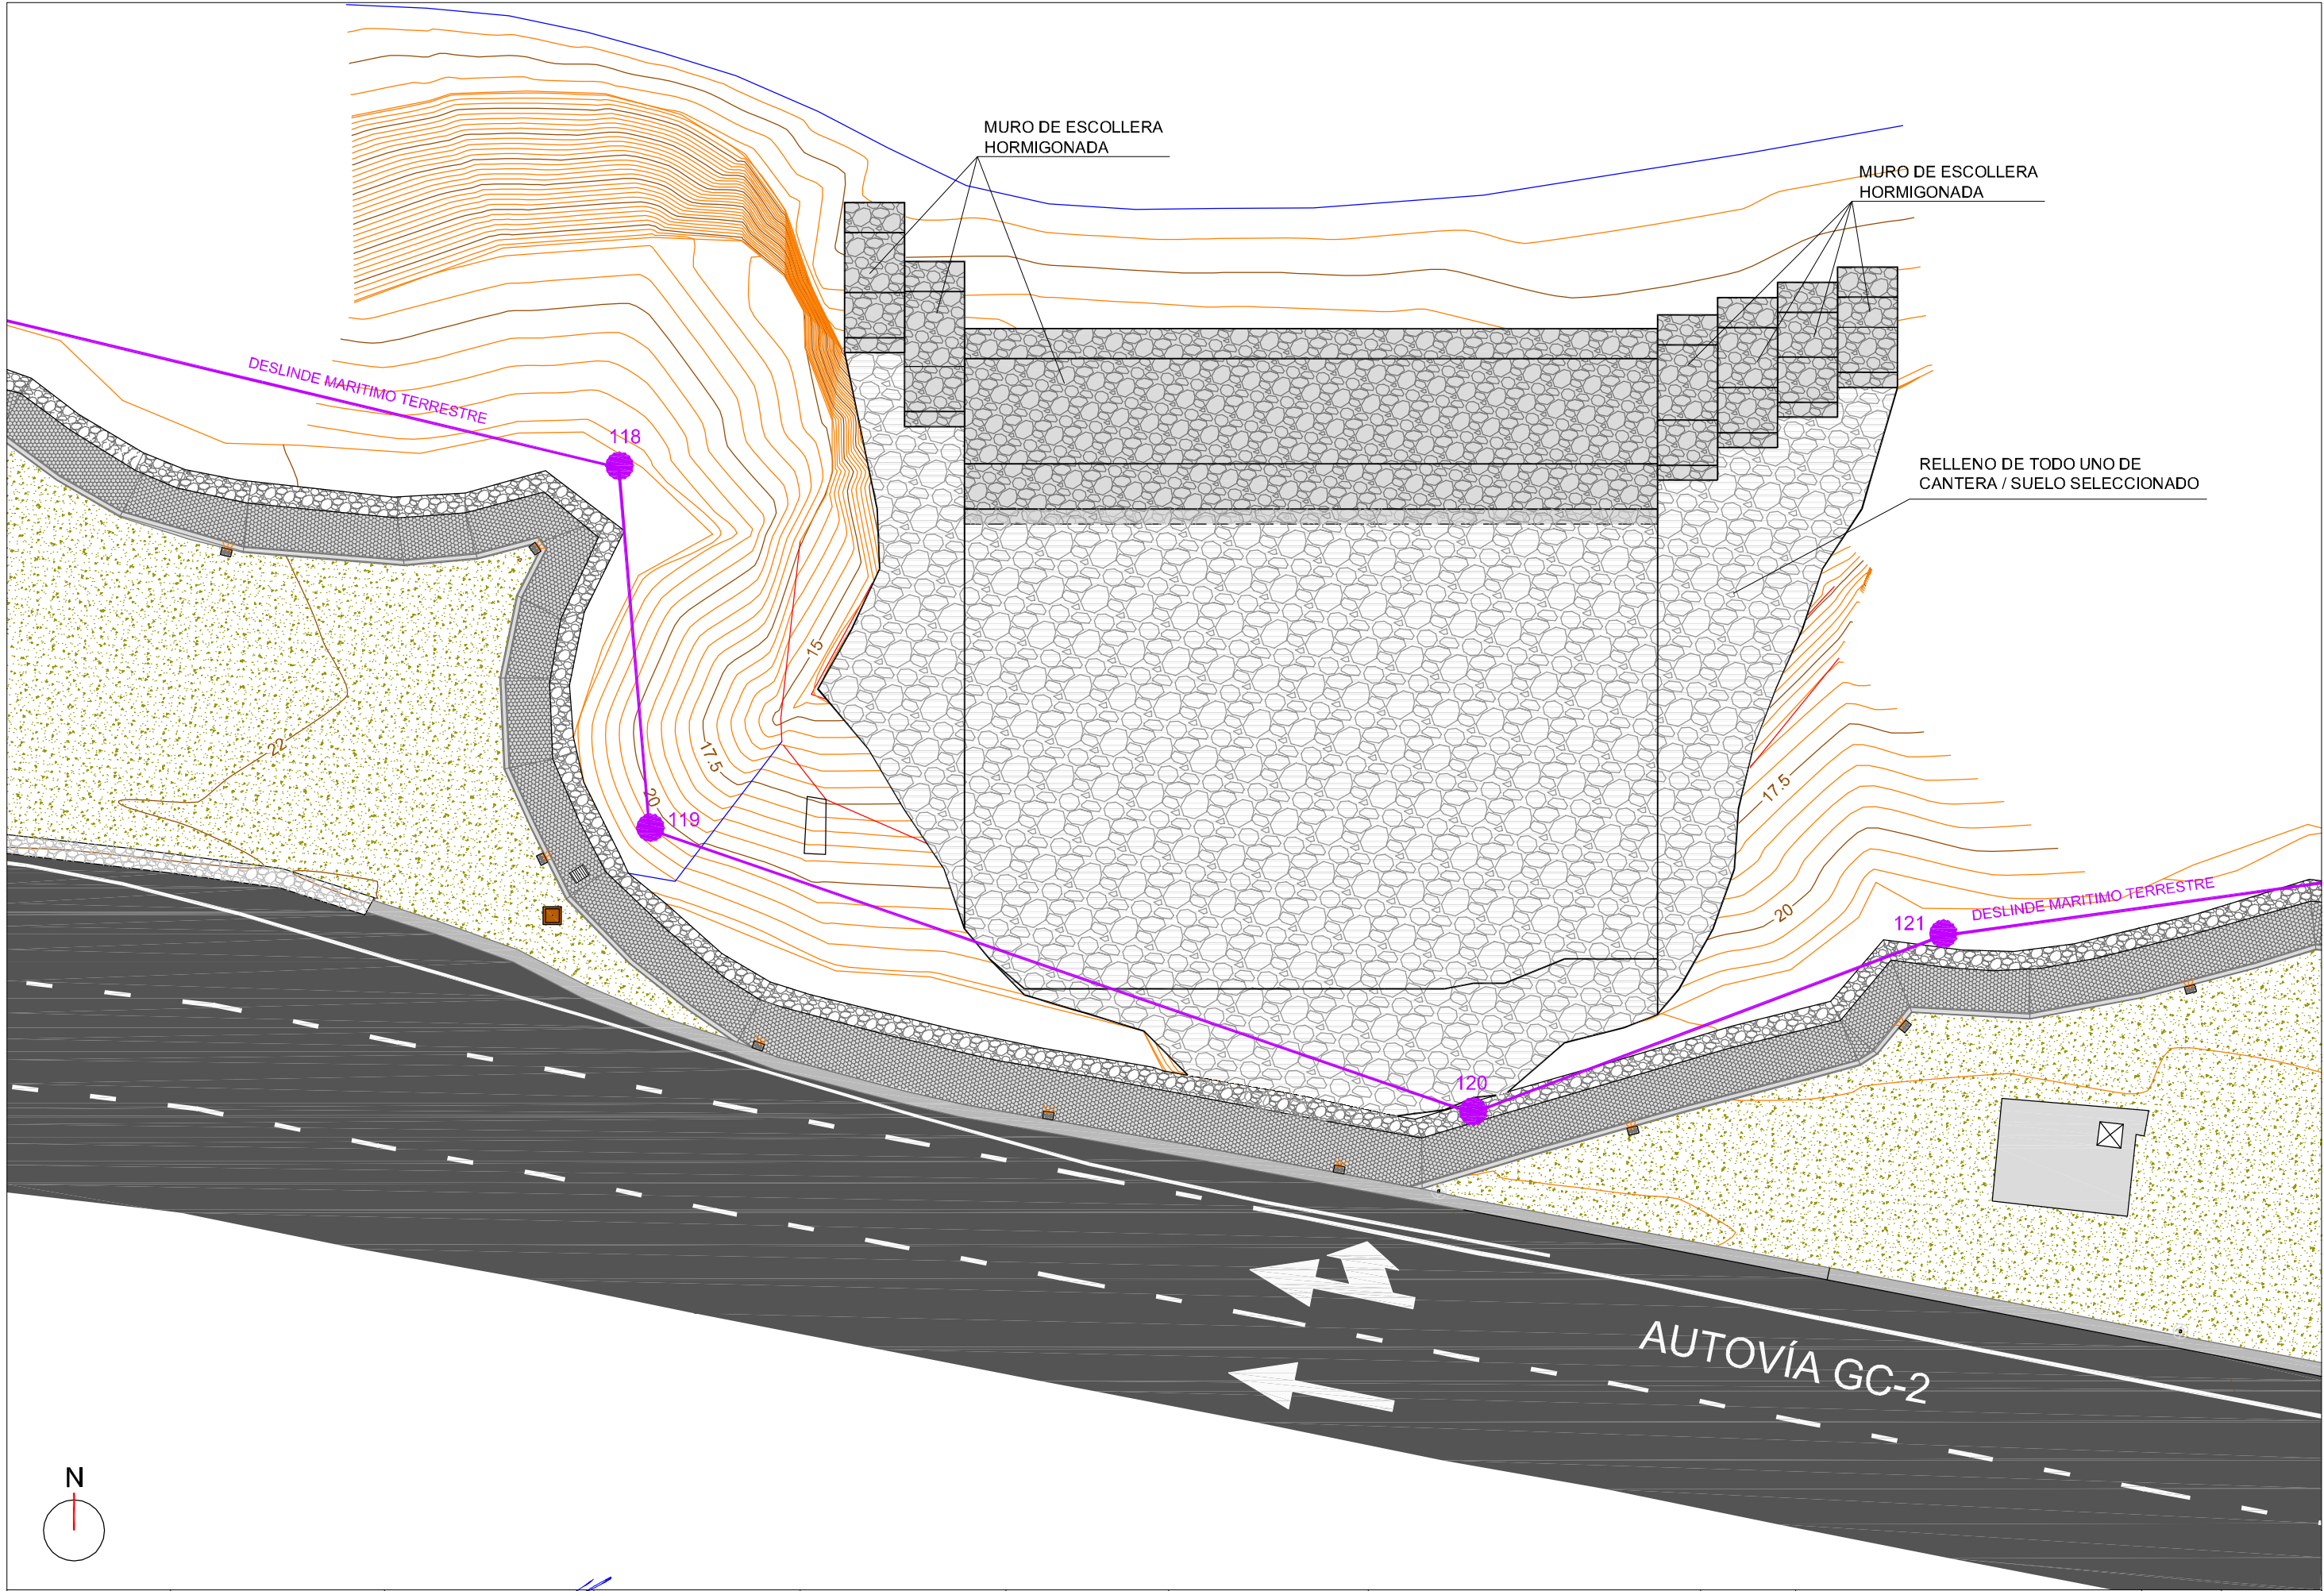 MURO DE ESCOLLERA
HORMIGONADA
MURO DE ESCOLLERA
HORMIGONADA
DESLINDE MARITIMO TERRESTRE
118
RELLENO DE TODO UNO DE
CANTERA / SUELO SELECCIONADO
15
22
17.5
20
119
17.5
20
121
DESLINDE MARITIMO TERRESTRE
120
AUTOVÍA GC-2
N